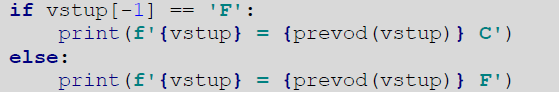 if vstup[-1] == 'F':
    print(f'{vstup} = {prevod(vstup)} C')
else:
    print(f'{vstup} = {prevod(vstup)} F')